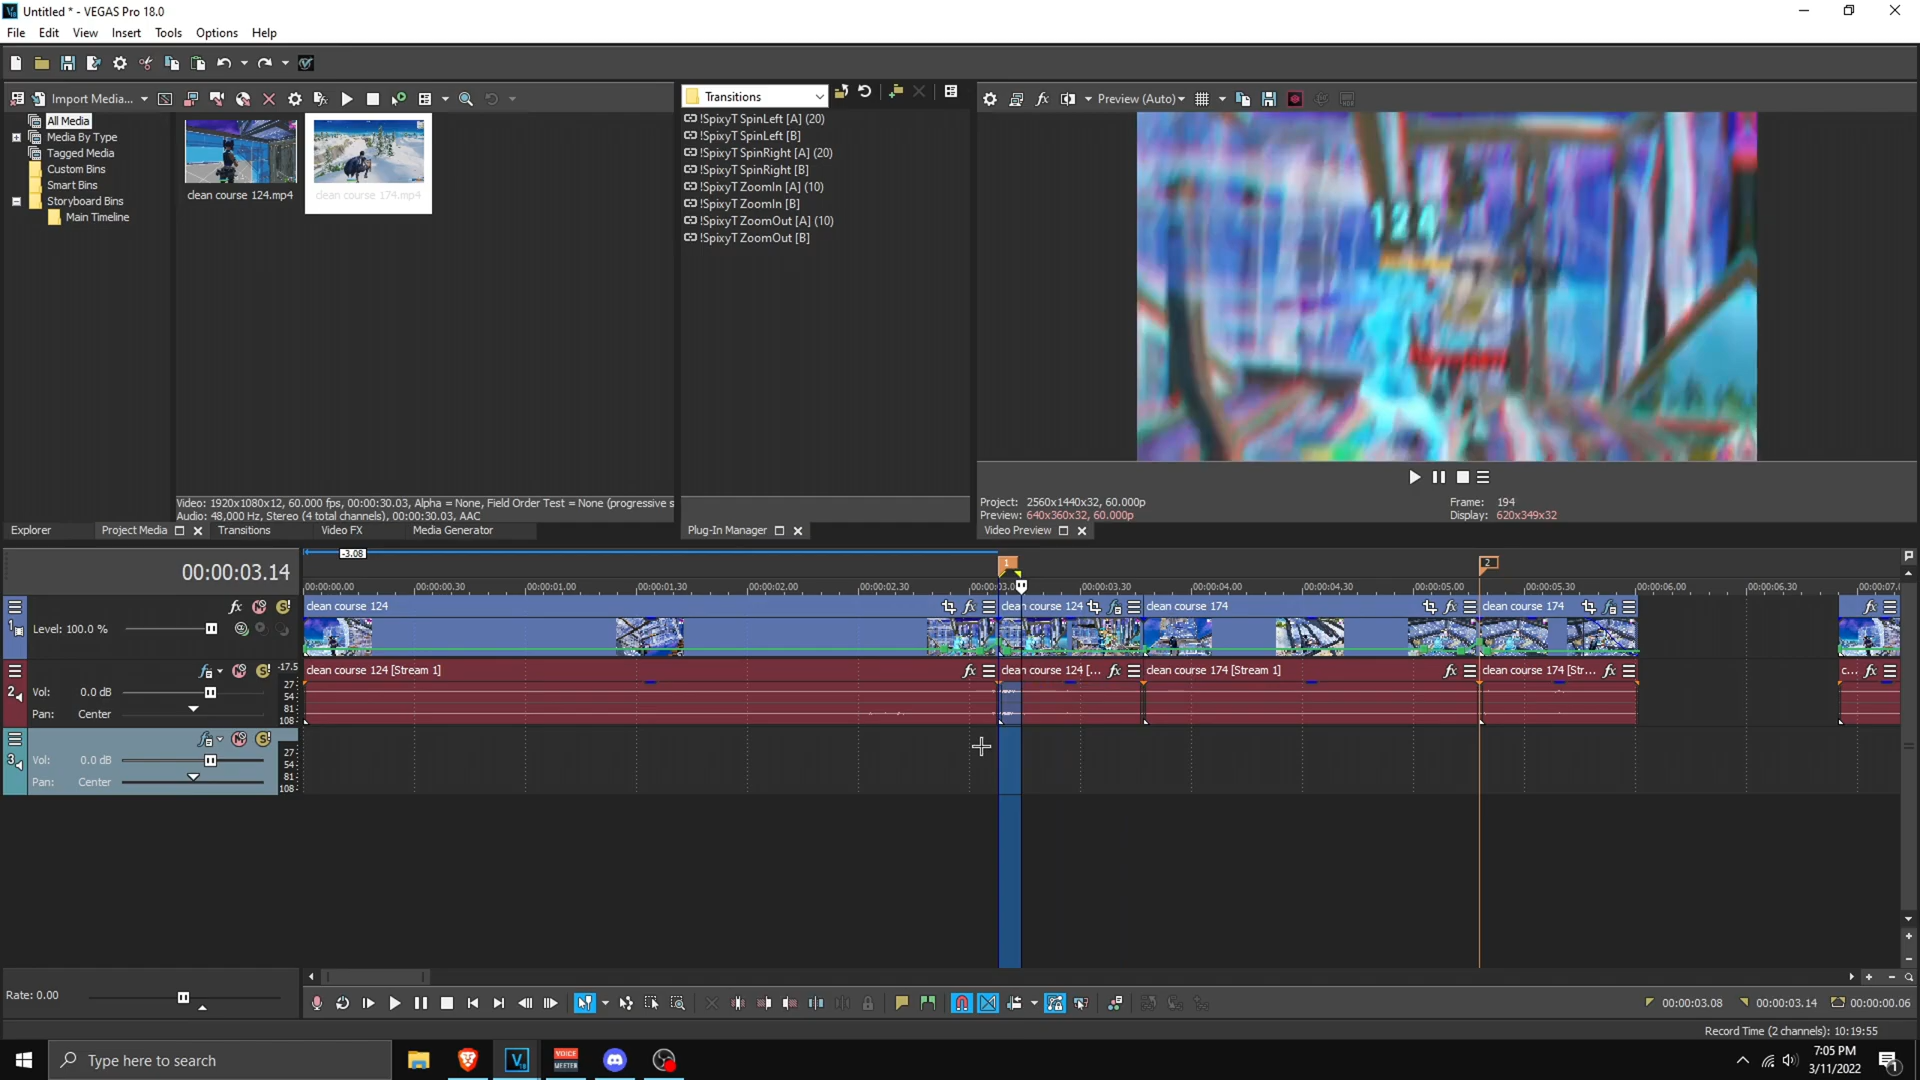 Untitled * - VEGAS Pro 18.0
File Edit View Insert Tools Options Help
Import Media...
All Media
Media By Type
Tagged Media
Custom Bins
Smart Bins
Storyboard Bins
Main Timeline
clean course 124.mp4
clean course 174.mp4
Video: 1920x1080x12, 60.000 fps, 00:00:30.03, Alpha = None, Field Order Test = None (progressive s
Audio: 48,000 Hz, Stereo (4 total channels), 00:00:30.03, AAC
Explorer Project Media Transitions Video FX Media Generator
Transitions
!SpixyT SpinLeft [A] (20)
!SpixyT SpinLeft [B]
!SpixyT SpinRight [A] (20)
!SpixyT SpinRight [B]
!SpixyT ZoomIn [A] (10)
!SpixyT ZoomIn [B]
!SpixyT ZoomOut [A] (10)
!SpixyT ZoomOut [B]
Plug-In Manager
Preview (Auto)
124
Project: 2560x1440x32, 60.000p
Preview: 640x360x32, 60.000p
Frame: 194
Display: 620x349x32
Video Preview
00:00:03.14
-3.08
1
2
00:00:00.00 00:00:00.30 00:00:01.00 00:00:01.30 00:00:02.00 00:00:02.30 00:00:03.0 00:00:03.30 00:00:04.00 00:00:04.30 00:00:05.00 00:00:05.30 00:00:06.00 00:00:06.30 00:00:07.
1
Level: 100.0 %
clean course 124 clean course 124 clean course 174 clean course 174
2
Vol: 0.0 dB
Pan: Center
-17.5
27
54
81
108
clean course 124 [Stream 1] clean course 124 [... clean course 174 [Stream 1] clean course 174 [Str... c...
3
Vol: 0.0 dB
Pan: Center
27
54
81
108
Rate: 0.00
00:00:03.08 00:00:03.14 00:00:00.06
Record Time (2 channels): 10:19:55
Type here to search
VOICE
MEETER
7:05 PM
3/11/2022
1